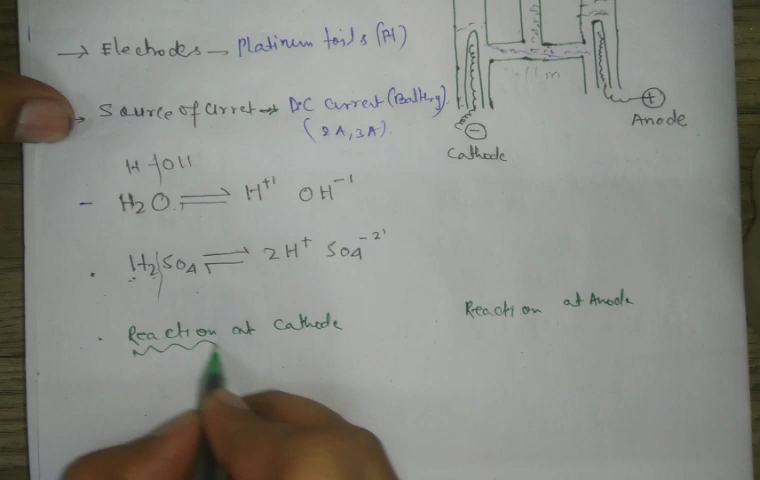 → Electrodes → Platinum foils (Pt)
→ Source of Curret → DC Current (Battery)
(2A, 3A).
H OH
- H2O ⇌ H+1 OH-1
. H2SO4 ⇌ 2H+ SO4-2
. Reaction at Cathode
Reaction at Anode
+
Anode
-
Cathode